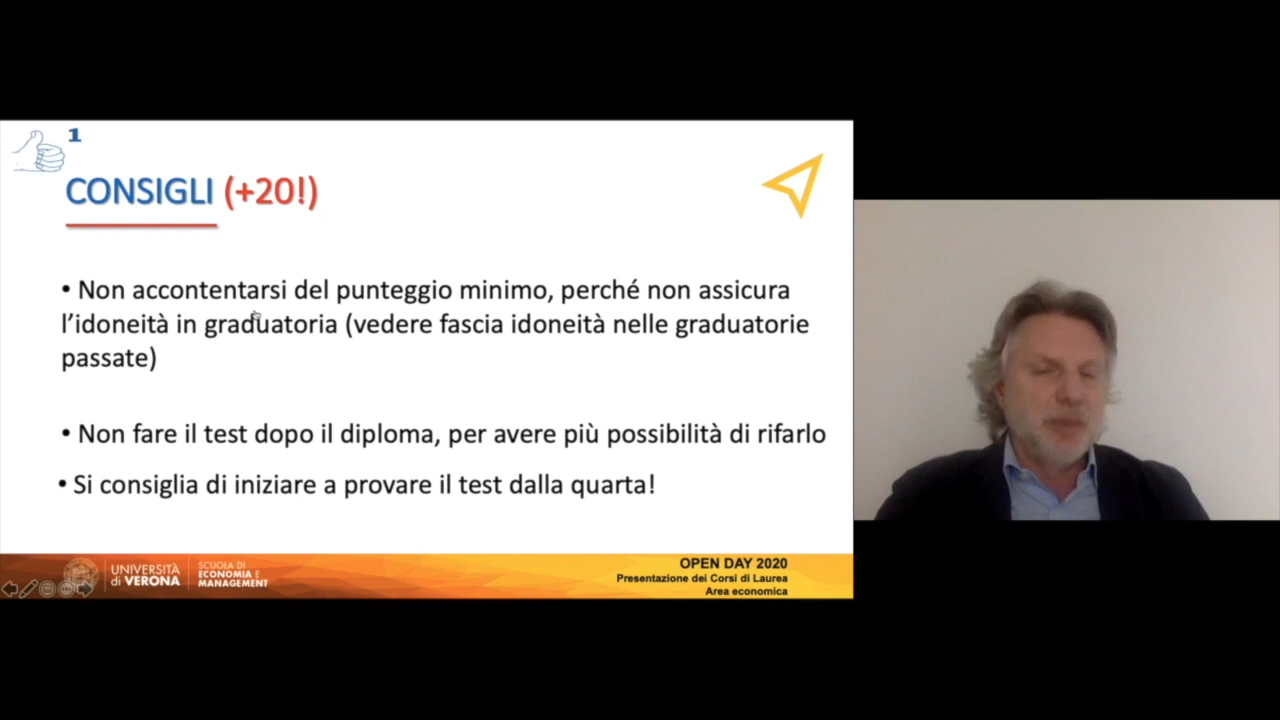 1
CONSIGLI (+20!)
• Non accontentarsi del punteggio minimo, perché non assicura
l’idoneità in graduatoria (vedere fascia idoneità nelle graduatorie
passate)
• Non fare il test dopo il diploma, per avere più possibilità di rifarlo
• Si consiglia di iniziare a provare il test dalla quarta!
UNIVERSITÀ
di VERONA
SCUOLA DI
ECONOMIA E
MANAGEMENT
OPEN DAY 2020
Presentazione dei Corsi di Laurea
Area economica